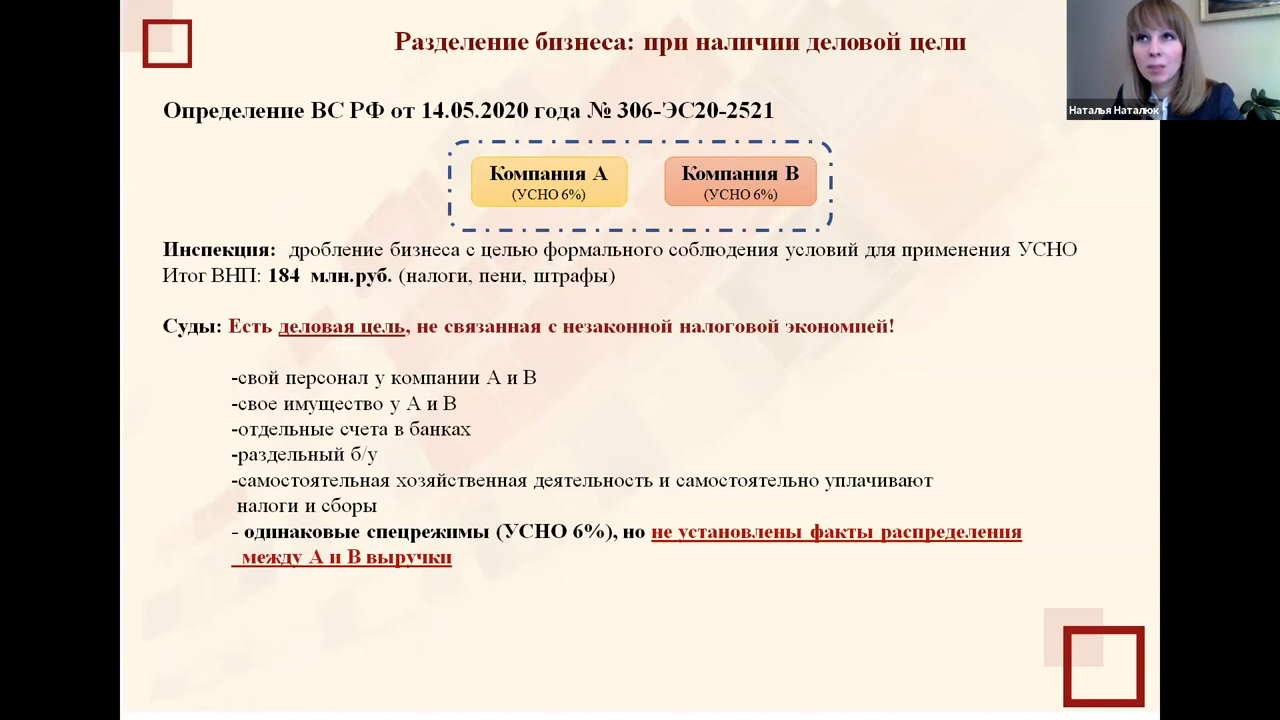 Разделение бизнеса: при наличии деловой цели
Наталья Наталюк
Определение ВС РФ от 14.05.2020 года № 306-ЭС20-2521
Компания А
(УСНО 6%)
Компания В
(УСНО 6%)
Инспекция: дробление бизнеса с целью формального соблюдения условий для применения УСНО
Итог ВНП: 184 млн.руб. (налоги, пени, штрафы)
Суды: Есть деловая цель, не связанная с незаконной налоговой экономией!
-свой персонал у компании А и В
-свое имущество у А и В
-отдельные счета в банках
-раздельный б/у
-самостоятельная хозяйственная деятельность и самостоятельно уплачивают
налоги и сборы
- одинаковые спецрежимы (УСНО 6%), но не установлены факты распределения
между А и В выручки